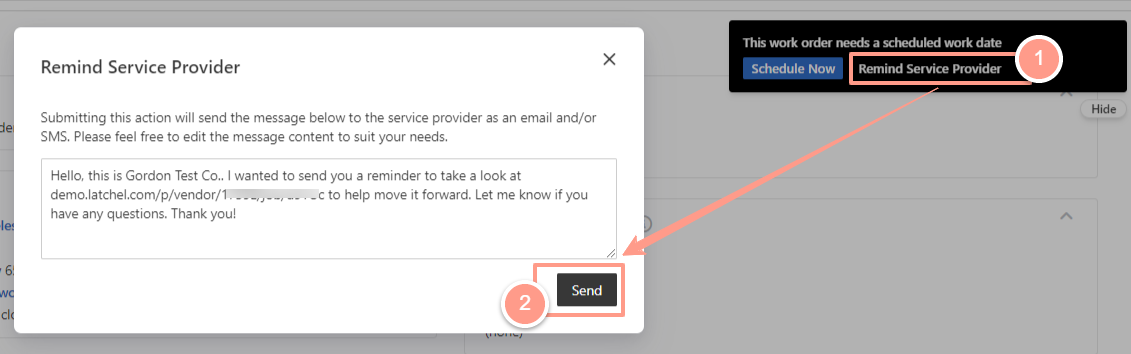 This work order needs a scheduled work date
Schedule Now Remind Service Provider
1
Hide
Remind Service Provider
Submitting this action will send the message below to the service provider as an email and/or
SMS. Please feel free to edit the message content to suit your needs.
Hello, this is Gordon Test Co.. I wanted to send you a reminder to take a look at
demo.latchel.com/p/vendor/ to help move it forward. Let me know if you
have any questions. Thank you!
2
Send
(none)